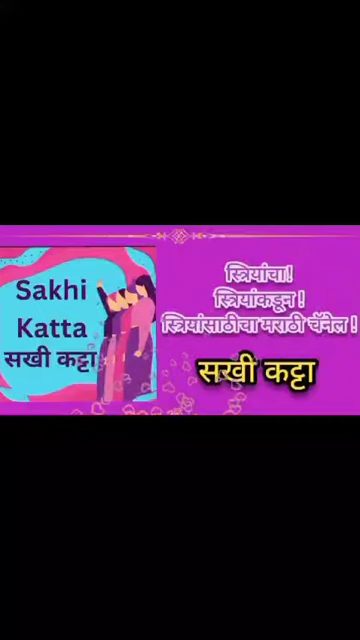 Sakhi
Katta
सखी कट्टा
स्त्रियांचा!
स्त्रियांकडून !
स्त्रियांसाठीचा मराठी चॅनेल !
सखी कट्टा